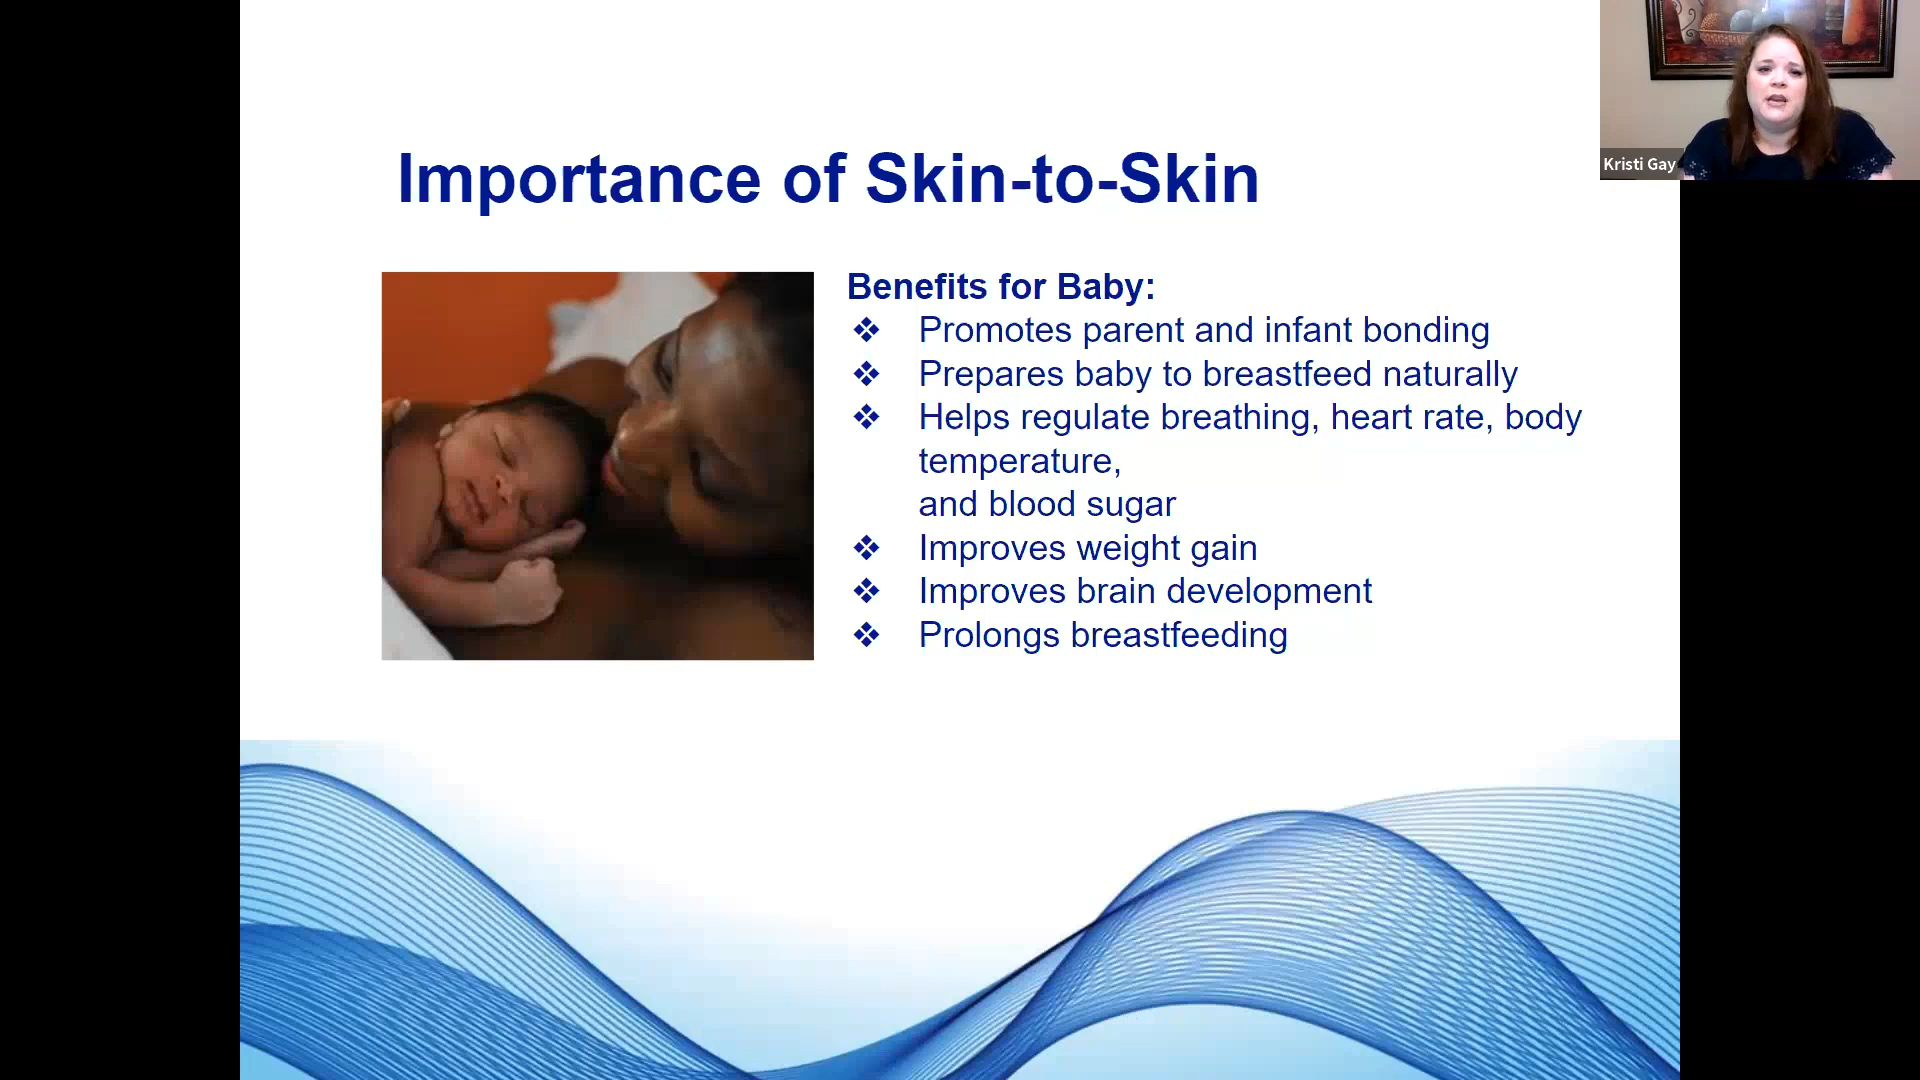 Importance of Skin-to-Skin
Kristi Gay
Benefits for Baby:
❖ Promotes parent and infant bonding
❖ Prepares baby to breastfeed naturally
❖ Helps regulate breathing, heart rate, body
temperature,
and blood sugar
❖ Improves weight gain
❖ Improves brain development
❖ Prolongs breastfeeding